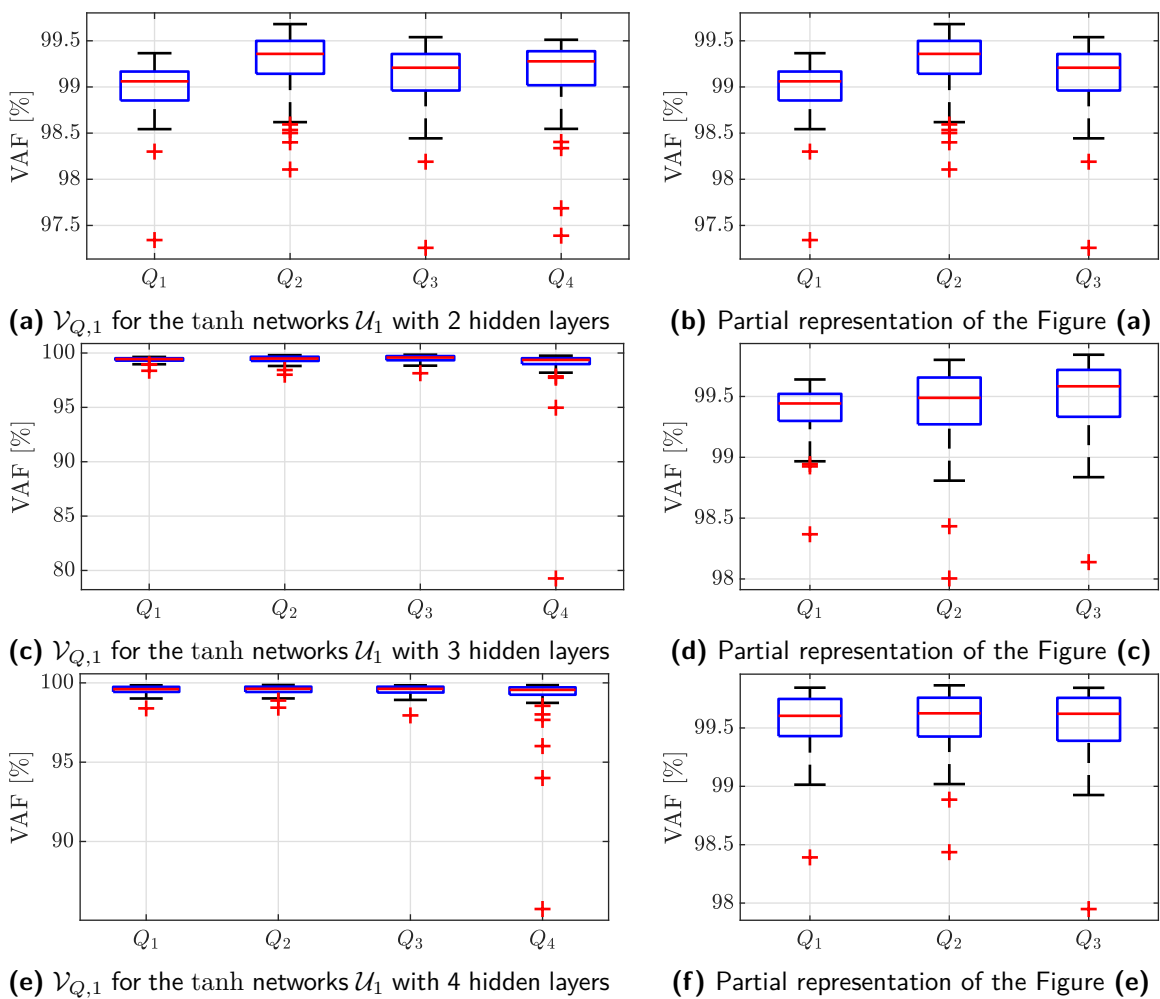 99.5
99
98.5
98
97.5
VAF [%]
Q₁ Q₂ Q₃ Q₄
(a) 𝒱_{Q,1} for the tanh networks 𝒰₁ with 2 hidden layers
99.5
99
98.5
98
97.5
VAF [%]
Q₁ Q₂ Q₃
(b) Partial representation of the Figure (a)
100
95
90
85
80
VAF [%]
Q₁ Q₂ Q₃ Q₄
(c) 𝒱_{Q,1} for the tanh networks 𝒰₁ with 3 hidden layers
99.5
99
98.5
98
VAF [%]
Q₁ Q₂ Q₃
(d) Partial representation of the Figure (c)
100
95
90
VAF [%]
Q₁ Q₂ Q₃ Q₄
(e) 𝒱_{Q,1} for the tanh networks 𝒰₁ with 4 hidden layers
99.5
99
98.5
98
VAF [%]
Q₁ Q₂ Q₃
(f) Partial representation of the Figure (e)